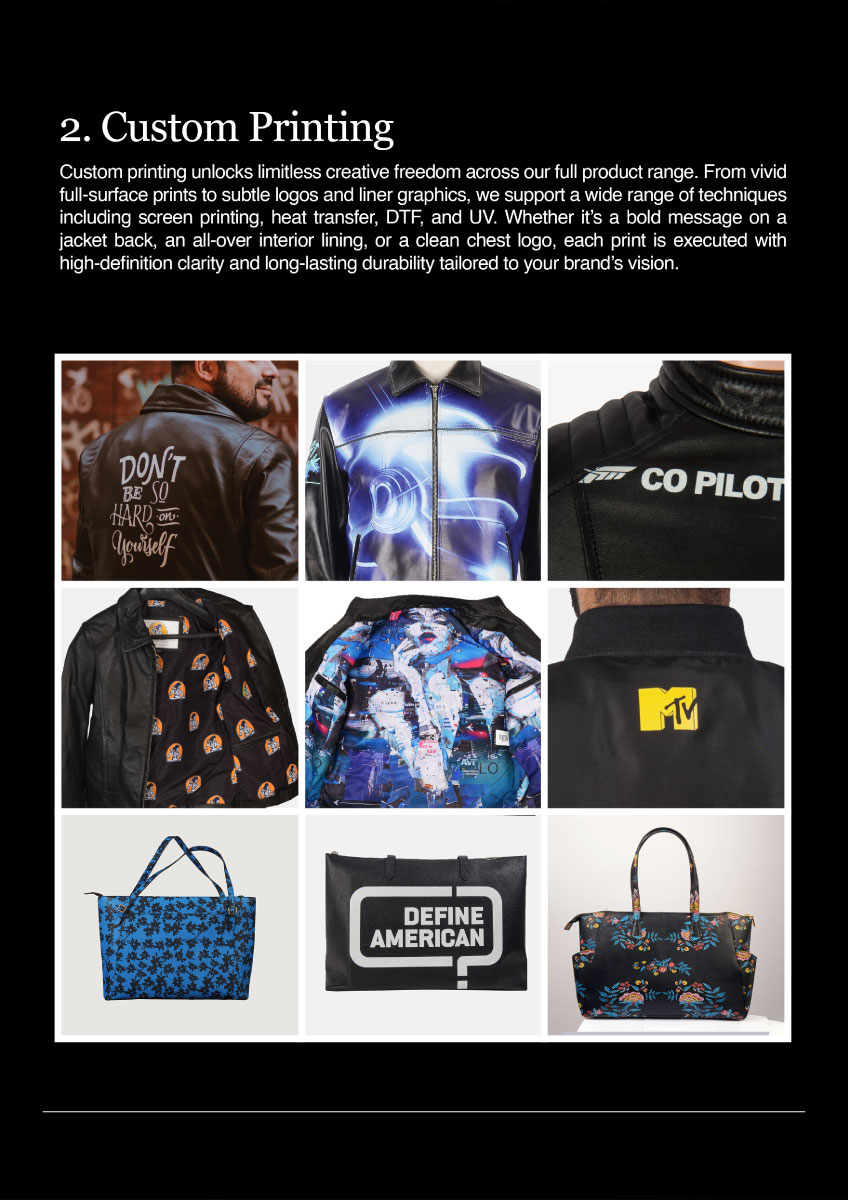 2. Custom Printing
Custom printing unlocks limitless creative freedom across our full product range. From vivid
full-surface prints to subtle logos and liner graphics, we support a wide range of techniques
including screen printing, heat transfer, DTF, and UV. Whether it’s a bold message on a
jacket back, an all-over interior lining, or a clean chest logo, each print is executed with
high-definition clarity and long-lasting durability tailored to your brand’s vision.
DON'T
BE SO
HARD on
Yourself
CO PILOT
MTV
DEFINE
AMERICAN
?